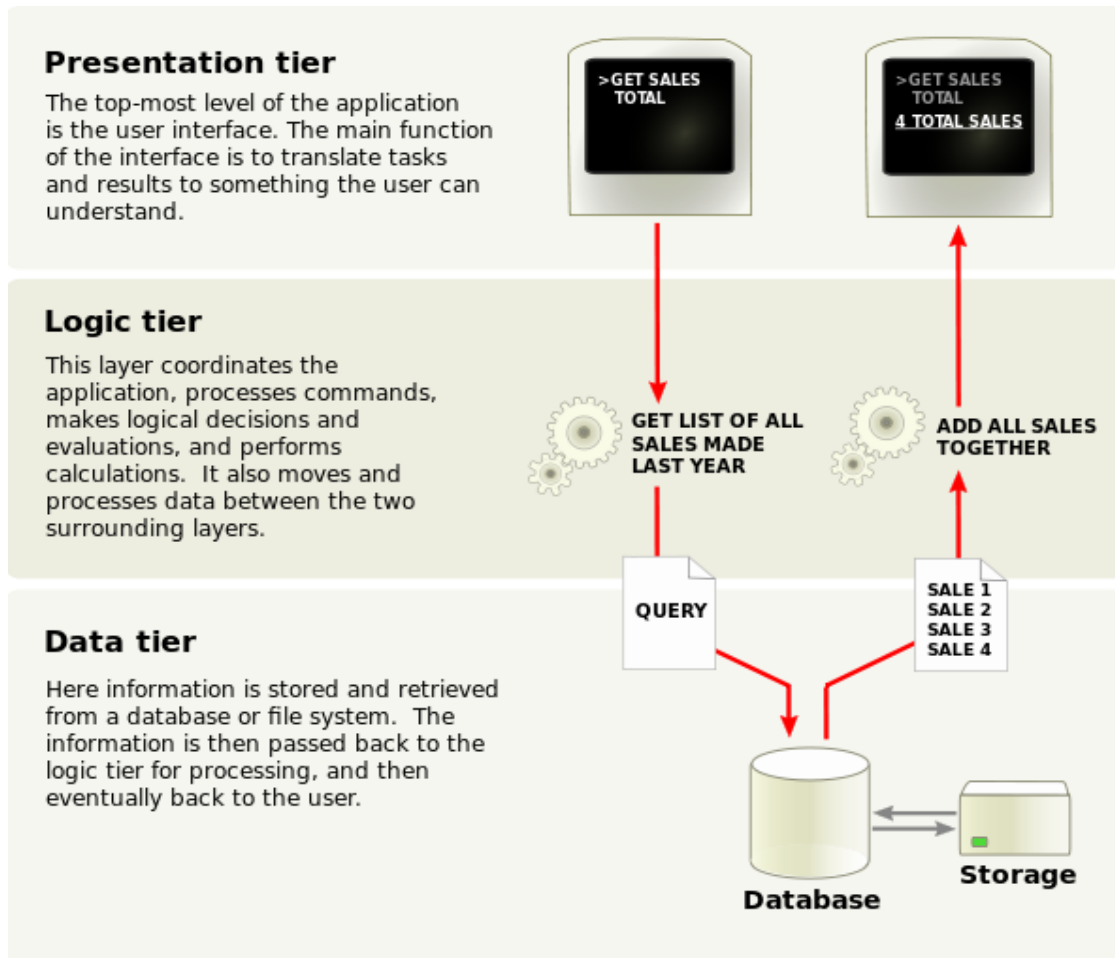 Presentation tier
The top-most level of the application
is the user interface. The main function
of the interface is to translate tasks
and results to something the user can
understand.
>GET SALES
TOTAL
>GET SALES
TOTAL
4 TOTAL SALES
Logic tier
This layer coordinates the
application, processes commands,
makes logical decisions and
evaluations, and performs
calculations.  It also moves and
processes data between the two
surrounding layers.
GET LIST OF ALL
SALES MADE
LAST YEAR
ADD ALL SALES
TOGETHER
QUERY
SALE 1
SALE 2
SALE 3
SALE 4
Data tier
Here information is stored and retrieved
from a database or file system.  The
information is then passed back to the
logic tier for processing, and then
eventually back to the user.
Database
Storage